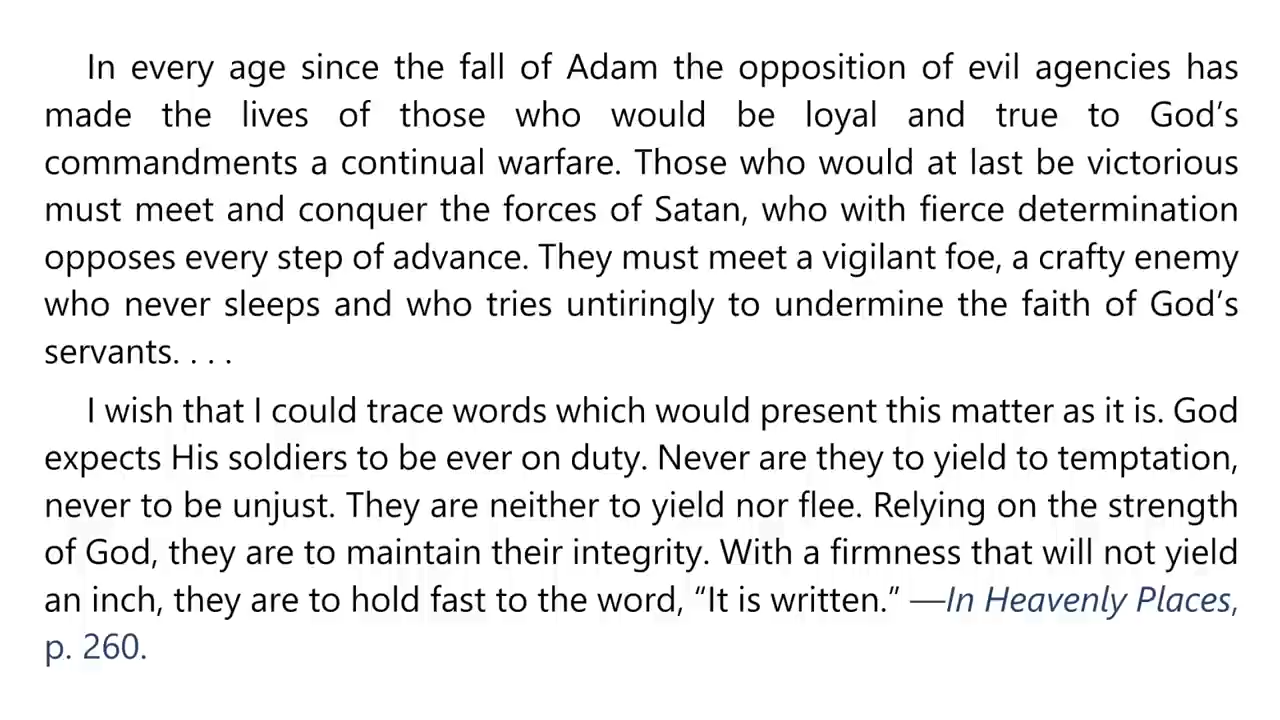 In every age since the fall of Adam the opposition of evil agencies has
made the lives of those who would be loyal and true to God’s
commandments a continual warfare. Those who would at last be victorious
must meet and conquer the forces of Satan, who with fierce determination
opposes every step of advance. They must meet a vigilant foe, a crafty enemy
who never sleeps and who tries untiringly to undermine the faith of God’s
servants. . . .
I wish that I could trace words which would present this matter as it is. God
expects His soldiers to be ever on duty. Never are they to yield to temptation,
never to be unjust. They are neither to yield nor flee. Relying on the strength
of God, they are to maintain their integrity. With a firmness that will not yield
an inch, they are to hold fast to the word, “It is written.” —In Heavenly Places,
p. 260.